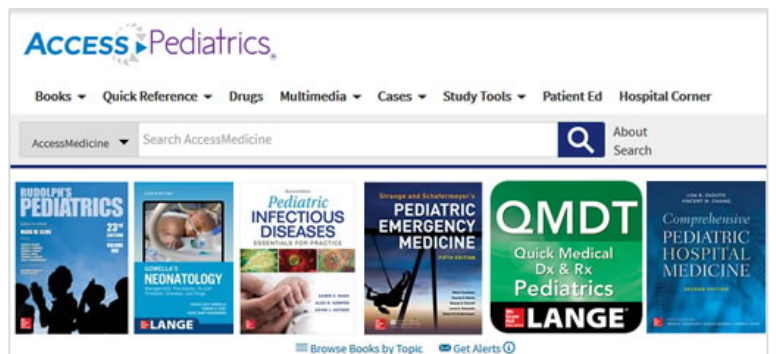 Access Pediatrics
Books Quick Reference Drugs Multimedia Cases Study Tools Patient Ed Hospital Corner
AccessMedicine Search AccessMedicine About
Search
RUDOLPH'S
PEDIATRICS
23rd
EDITION
GOMELLA'S
NEONATOLOGY
LANGE
Pediatric
INFECTIOUS
DISEASES
ESSENTIALS FOR PRACTICE
Strange and Schafermeyer's
PEDIATRIC
EMERGENCY
MEDICINE
FIFTH EDITION
QMDT
Quick Medical
Dx & Rx
Pediatrics
LANGE
Comprehensive
PEDIATRIC
HOSPITAL
MEDICINE
SECOND EDITION
Browse Books by Topic Get Alerts